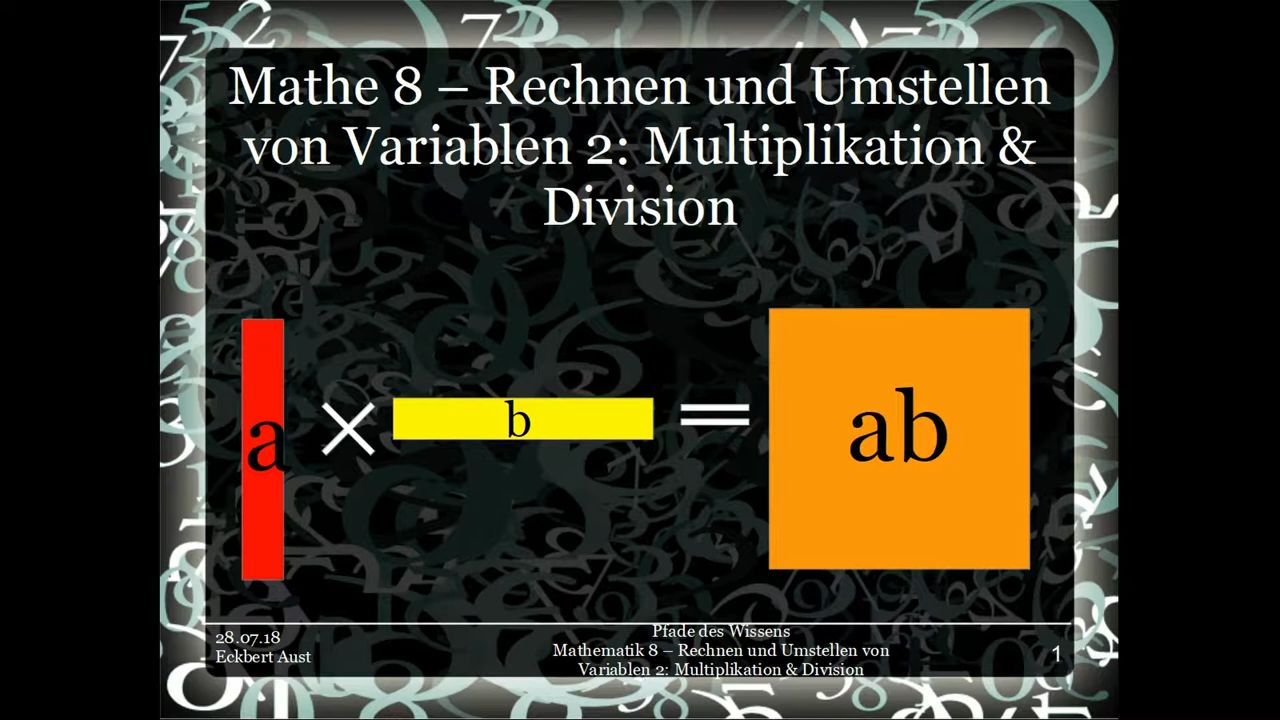 Mathe 8 – Rechnen und Umstellen
von Variablen 2: Multiplikation &
Division
a × b = ab
28.07.18
Eckbert Aust
Pfade des Wissens
Mathematik 8 – Rechnen und Umstellen von
Variablen 2: Multiplikation & Division
1